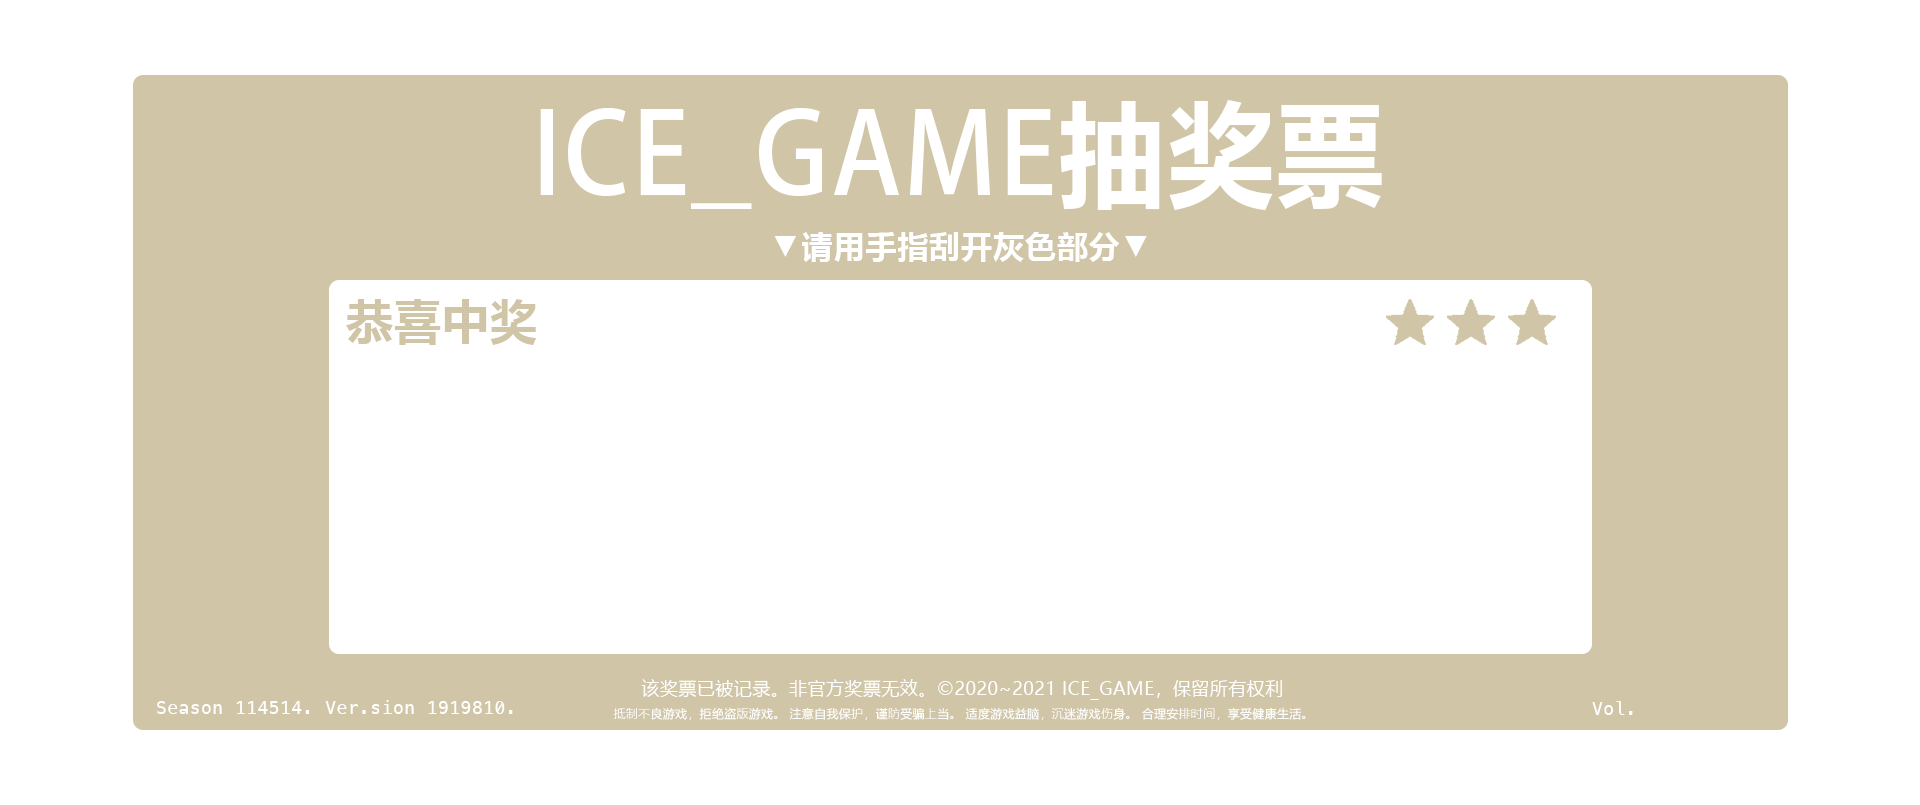 ICE_GAME抽奖票
▼请用手指刮开灰色部分▼
恭喜中奖 ★★★
该奖票已被记录。非官方奖票无效。©2020~2021 ICE_GAME，保留所有权利
Season 114514. Ver.sion 1919810.
Vol.
抵制不良游戏，拒绝盗版游戏。 注意自我保护，谨防受骗上当。 适度游戏益脑，沉迷游戏伤身。 合理安排时间，享受健康生活。